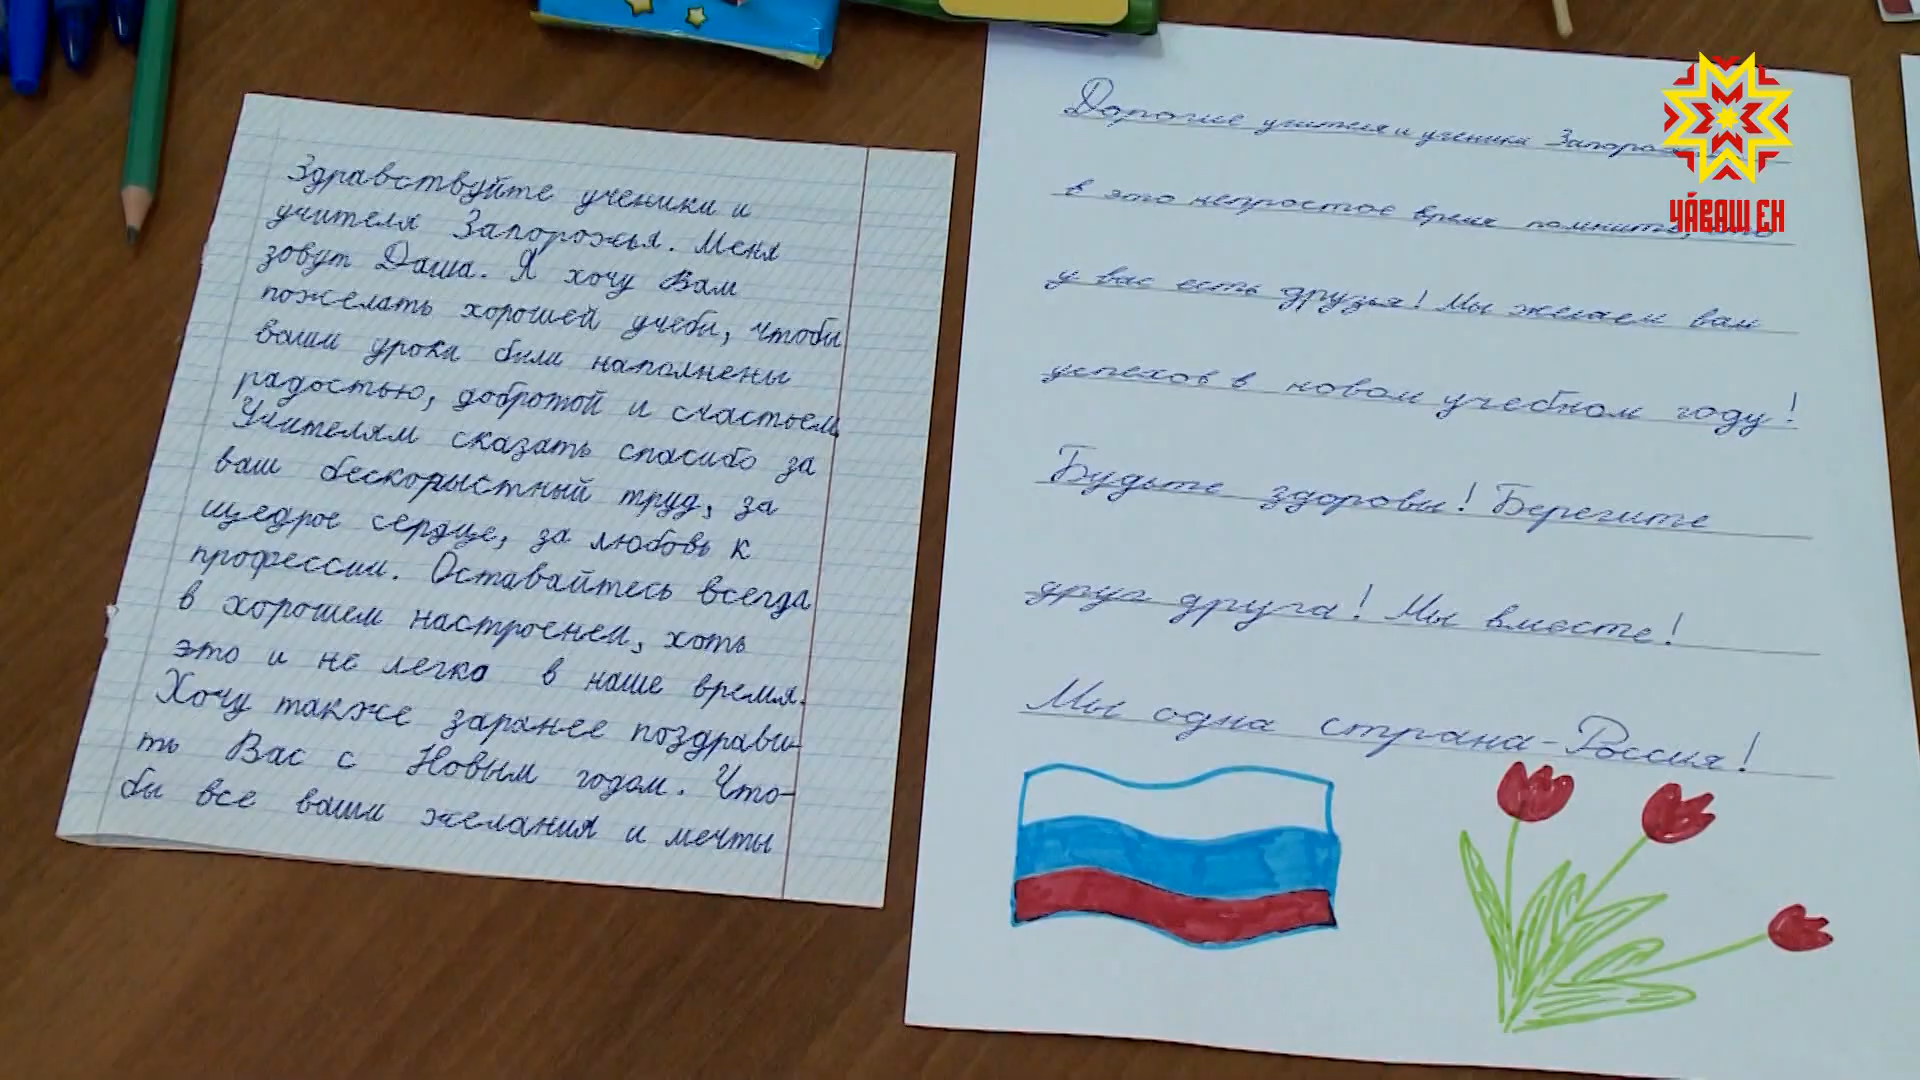 Здравствуйте ученики и
учителя Запорожья. Меня
зовут Даша. Я хочу Вам
пожелать хорошей учебы, чтобы
ваши уроки были наполнены
радостью, добротой и счастьем.
Учителям сказать спасибо за
ваш бескорыстный труд, за
щедрое сердце, за любовь к
профессии. Оставайтесь всегда
в хорошем настроенеи, хоть
это и не легко в наше время.
Хочу также заранее поздрави-
ть Вас с Новым годом. Что-
бы все ваши желания и мечты
Дорогие учителя и ученики
в это непростое время помните,
у вас есть друзья! Мы желаем вам
успехов в новом учебном году!
Будьте здоровы! Берегите
друг друга! Мы вместе!
Мы одна страна-Россия!
ЧӐВАШ ЕН